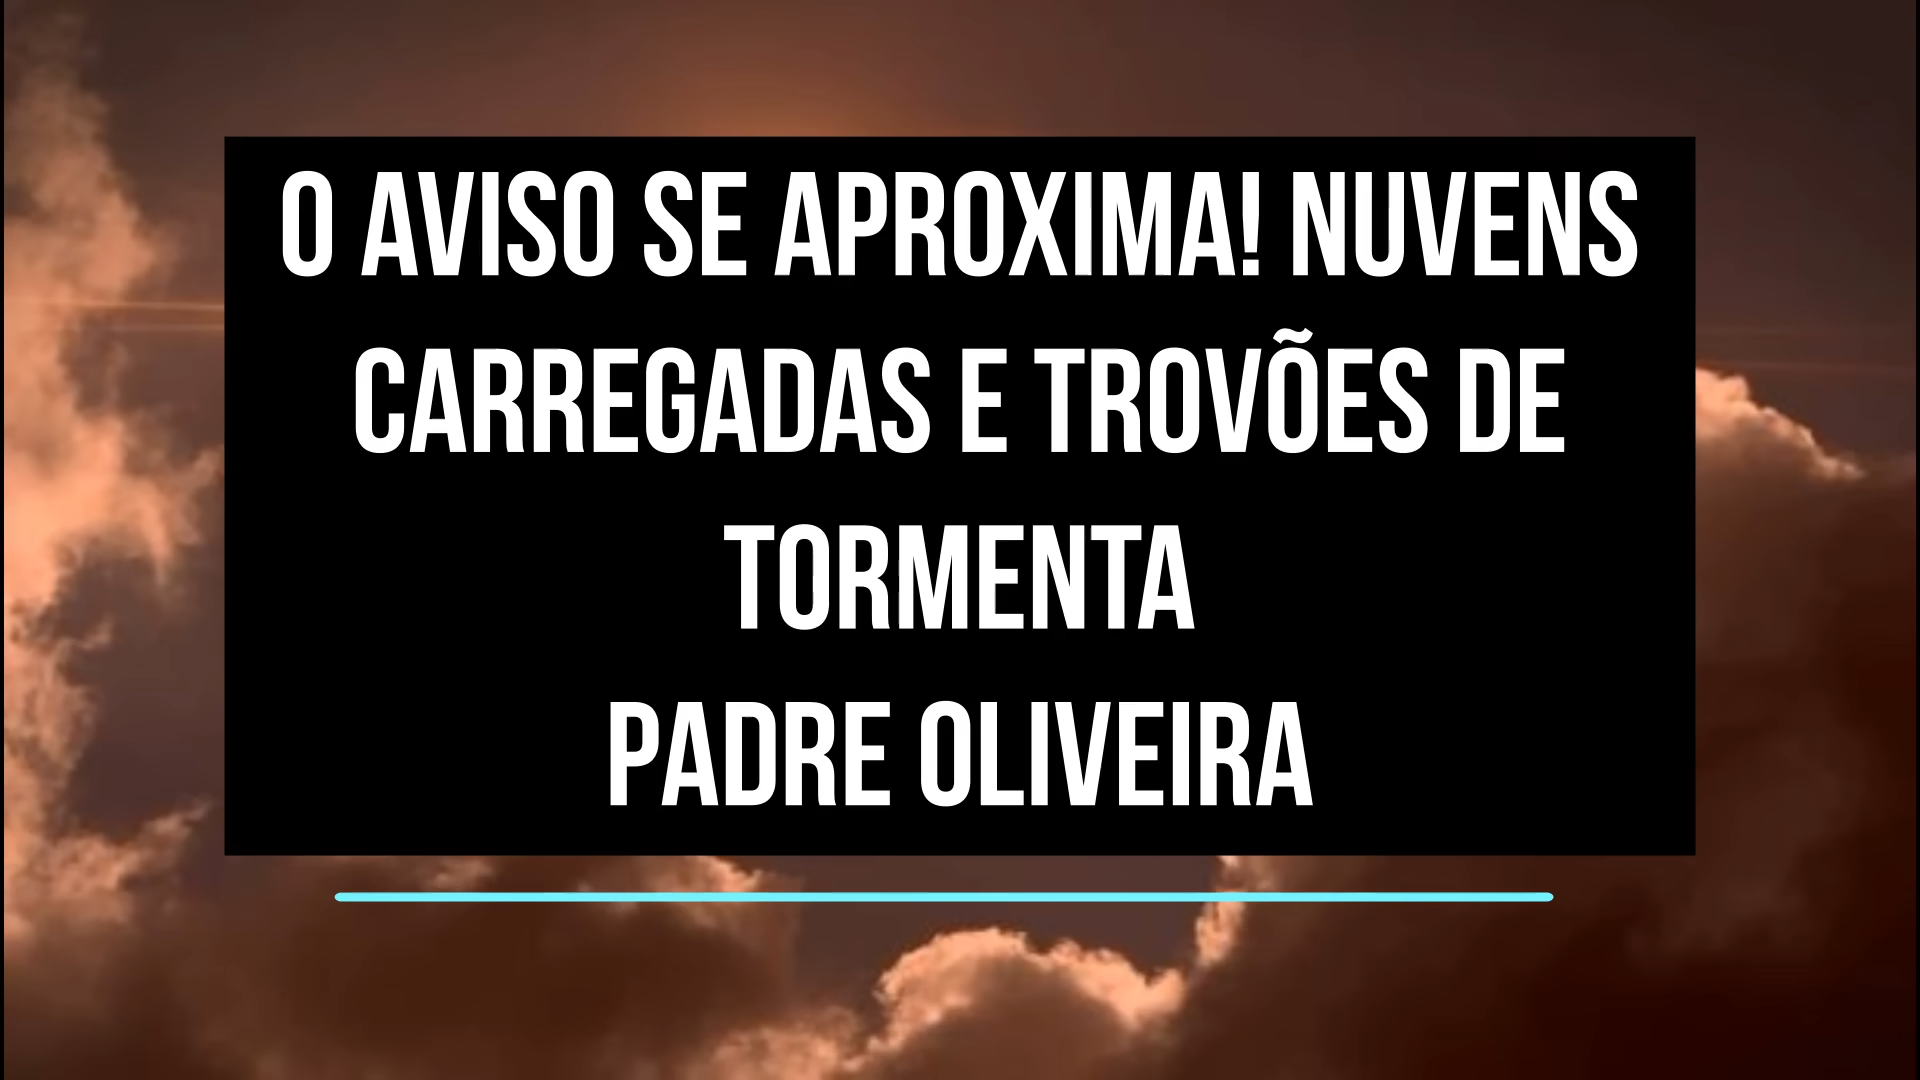 O AVISO SE APROXIMA! NUVENS
CARREGADAS E TROVÕES DE
TORMENTA
PADRE OLIVEIRA